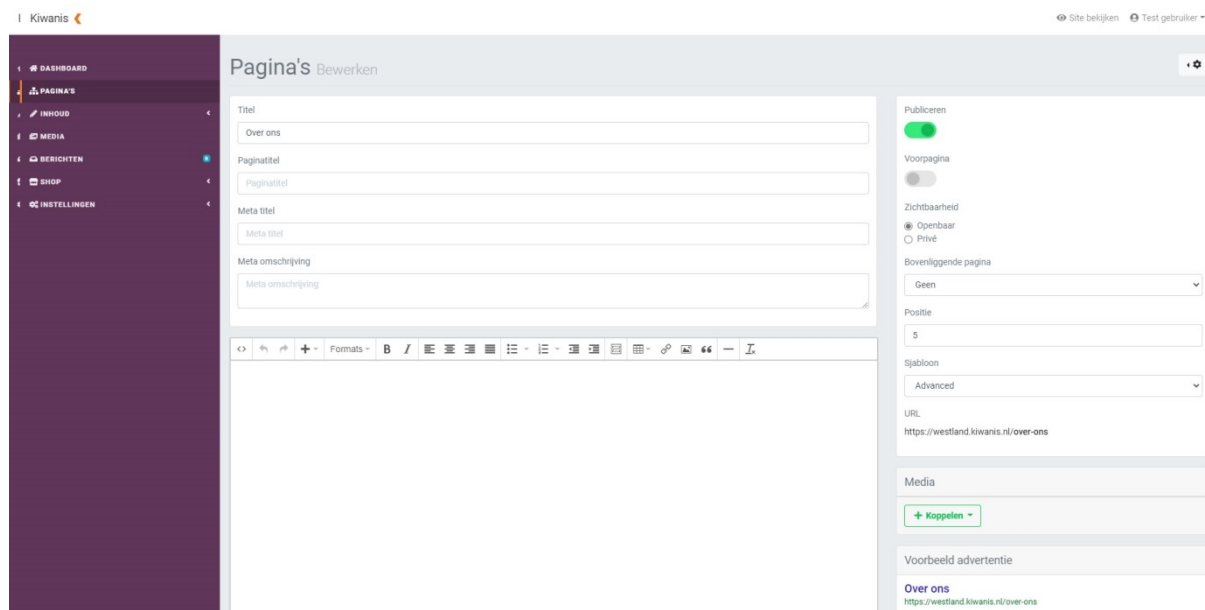 Kiwanis
Site bekijken
Test gebruiker
DASHBOARD
PAGINA'S
INHOUD
MEDIA
BERICHTEN
SHOP
INSTELLINGEN
Pagina's Bewerken
Titel
Over ons
Paginatitel
Paginatitel
Meta titel
Meta titel
Meta omschrijving
Meta omschrijving
Formats
B I
Publiceren
Voorpagina
Zichtbaarheid
Openbaar
Privé
Bovenliggende pagina
Geen
Positie
5
Sjabloon
Advanced
URL
https://westland.kiwanis.nl/over-ons
Media
+ Koppelen
Voorbeeld advertentie
Over ons
https://westland.kiwanis.nl/over-ons